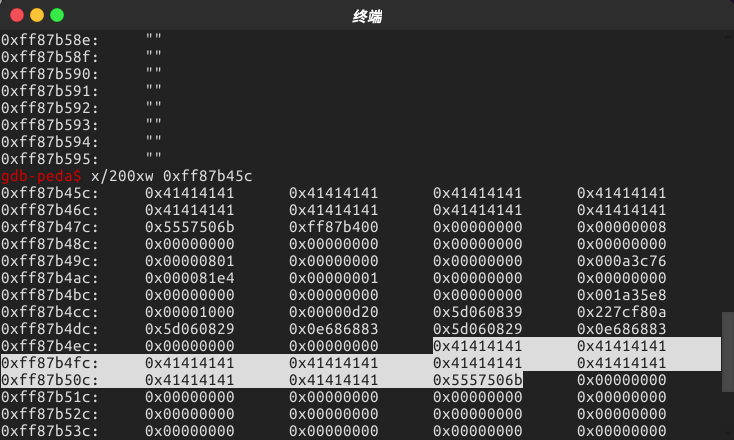 终端
0xff87b58e: ""
0xff87b58f: ""
0xff87b590: ""
0xff87b591: ""
0xff87b592: ""
0xff87b593: ""
0xff87b594: ""
0xff87b595: ""
gdb-peda$ x/200xw 0xff87b45c
0xff87b45c: 0x41414141 0x41414141 0x41414141 0x41414141
0xff87b46c: 0x41414141 0x41414141 0x41414141 0x41414141
0xff87b47c: 0x5557506b 0xff87b400 0x00000000 0x00000008
0xff87b48c: 0x00000000 0x00000000 0x00000000 0x00000000
0xff87b49c: 0x00000801 0x00000000 0x00000000 0x000a3c76
0xff87b4ac: 0x000081e4 0x00000001 0x00000000 0x00000000
0xff87b4bc: 0x00000000 0x00000000 0x00000000 0x001a35e8
0xff87b4cc: 0x00001000 0x00000d20 0x5d060839 0x227cf80a
0xff87b4dc: 0x5d060829 0x0e686883 0x5d060829 0x0e686883
0xff87b4ec: 0x00000000 0x00000000 0x41414141 0x41414141
0xff87b4fc: 0x41414141 0x41414141 0x41414141 0x41414141
0xff87b50c: 0x41414141 0x41414141 0x5557506b 0x00000000
0xff87b51c: 0x00000000 0x00000000 0x00000000 0x00000000
0xff87b52c: 0x00000000 0x00000000 0x00000000 0x00000000
0xff87b53c: 0x00000000 0x00000000 0x00000000 0x00000000